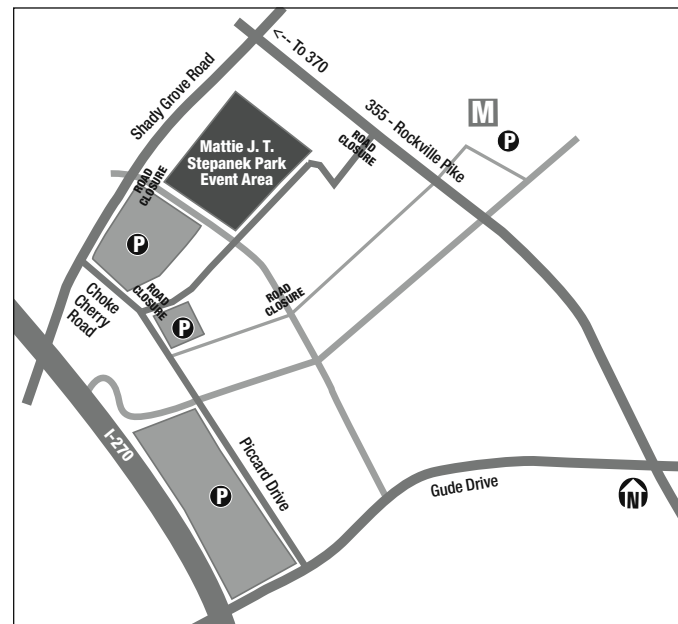 <-- To 370
Shady Grove Road
355 - Rockville Pike
M
P
Mattie J. T.
Stepanek Park
Event Area
ROAD
CLOSURE
ROAD
CLOSURE
P
ROAD
CLOSURE
ROAD
CLOSURE
P
Choke
Cherry
Road
I-270
P
Piccard Drive
Gude Drive
N